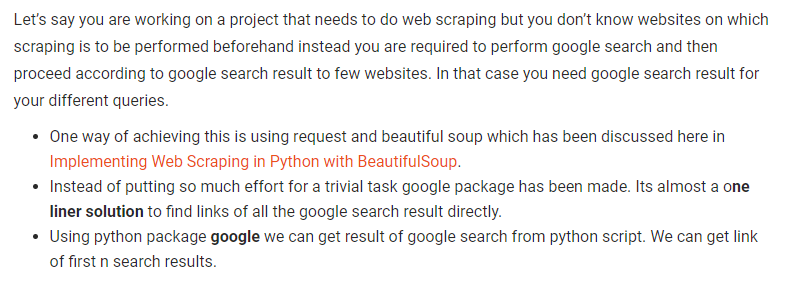 Let's say you are working on a project that needs to do web scraping but you don't know websites on which
scraping is to be performed beforehand instead you are required to perform google search and then
proceed according to google search result to few websites. In that case you need google search result for
your different queries.
• One way of achieving this is using request and beautiful soup which has been discussed here in
Implementing Web Scraping in Python with BeautifulSoup.
• Instead of putting so much effort for a trivial task google package has been made. Its almost a one
liner solution to find links of all the google search result directly.
• Using python package google we can get result of google search from python script. We can get link
of first n search results.